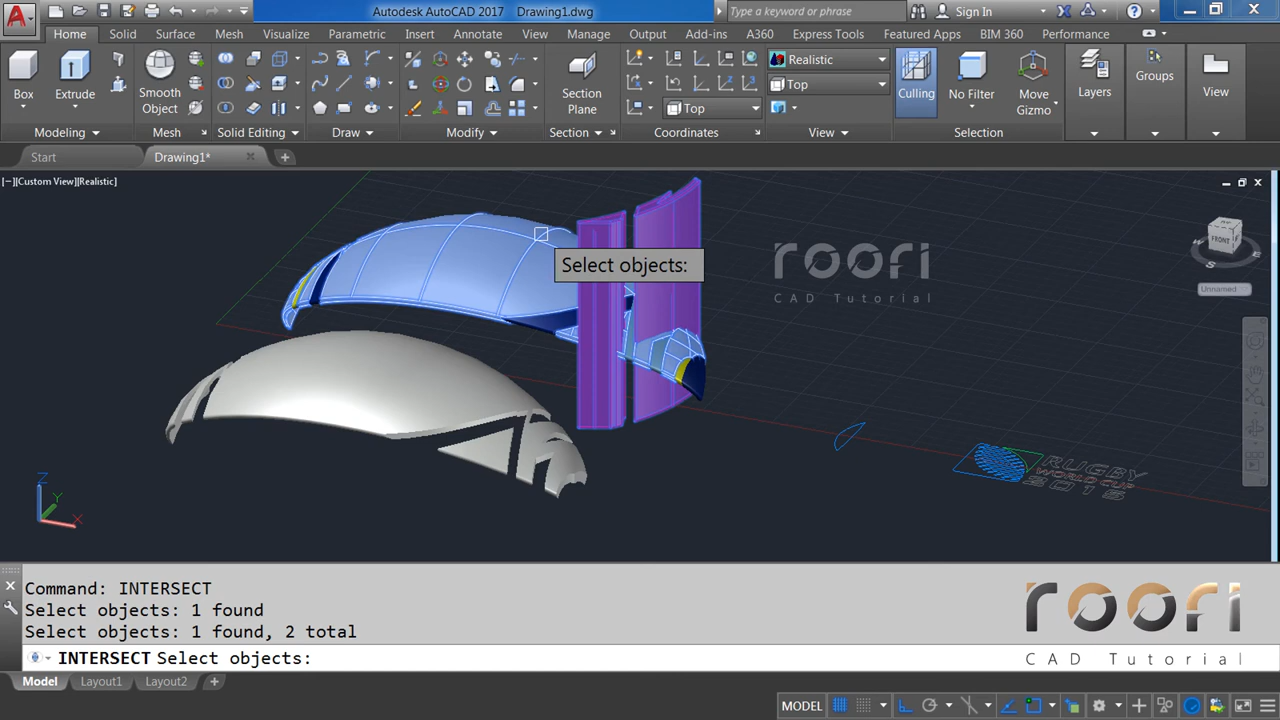 Autodesk AutoCAD 2017 Drawing1.dwg
Type a keyword or phrase
Sign In
Home Solid Surface Mesh Visualize Parametric Insert Annotate View Manage Output Add-ins A360 Express Tools Featured Apps BIM 360 Performance
Box
Extrude
Smooth Object
Section Plane
Realistic
Top
Top
Culling
No Filter
Move Gizmo
Layers
Groups
View
Modeling Mesh Solid Editing Draw Modify Section Coordinates View Selection
Start Drawing1*
[−][Custom View][Realistic]
FRONT
S
E
Unnamed
roori
CAD Tutorial
Select objects:
RUGBY
WORLD CUP
2015
Z
Y
X
Command: INTERSECT
Select objects: 1 found
Select objects: 1 found, 2 total
INTERSECT Select objects:
roori
CAD Tutorial
Model Layout1 Layout2
MODEL